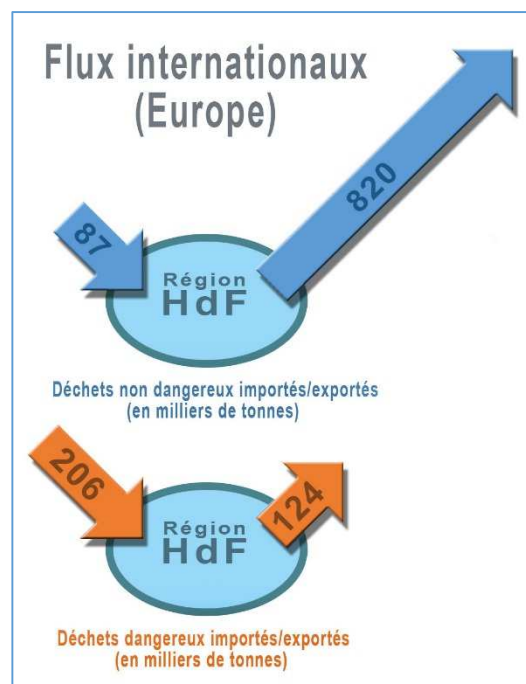 Flux internationaux
(Europe)
820
87
Région
HdF
Déchets non dangereux importés/exportés
(en milliers de tonnes)
206
124
Région
HdF
Déchets dangereux importés/exportés
(en milliers de tonnes)